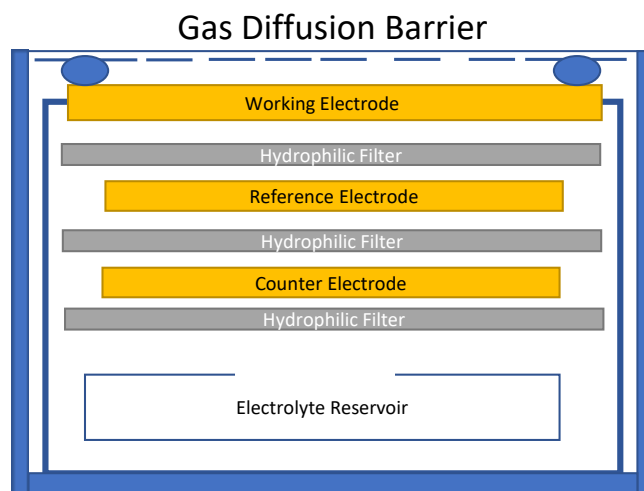 Gas Diffusion Barrier
Working Electrode
Hydrophilic Filter
Reference Electrode
Hydrophilic Filter
Counter Electrode
Hydrophilic Filter
Electrolyte Reservoir